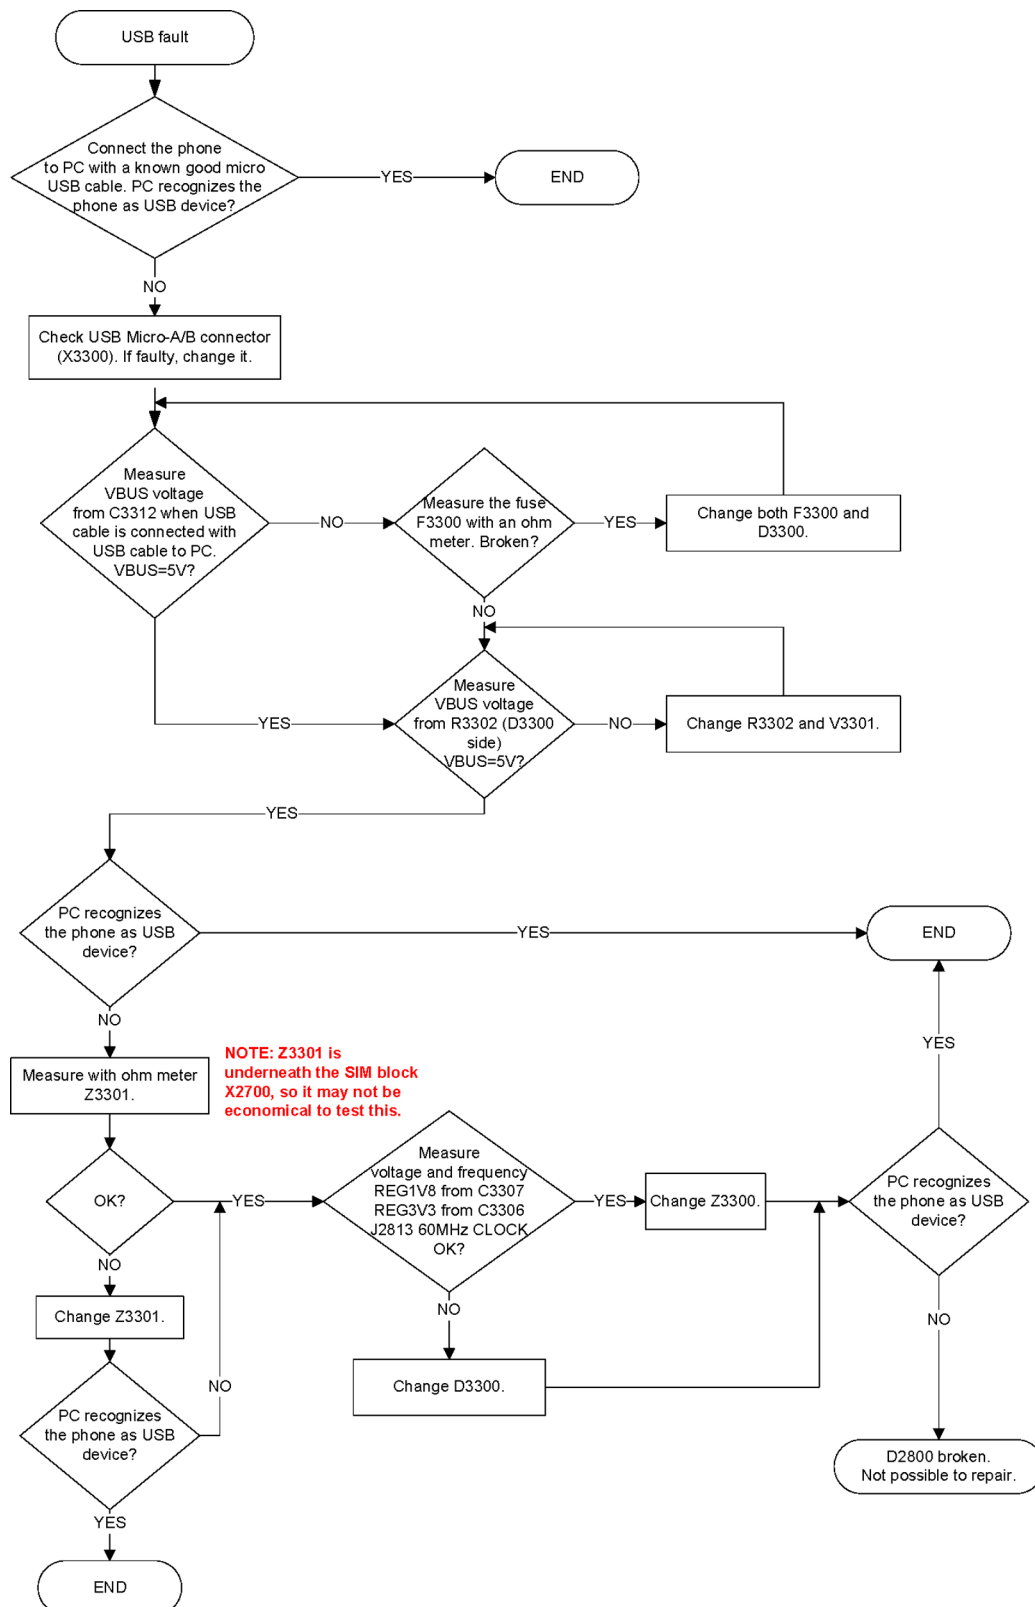 USB fault
Connect the phone
to PC with a known good micro
USB cable. PC recognizes the
phone as USB device?
YES
END
NO
Check USB Micro-A/B connector
(X3300). If faulty, change it.
Measure
VBUS voltage
from C3312 when USB
cable is connected with
USB cable to PC.
VBUS=5V?
NO
Measure the fuse
F3300 with an ohm
meter. Broken?
YES
Change both F3300 and
D3300.
NO
YES
Measure
VBUS voltage
from R3302 (D3300
side)
VBUS=5V?
NO
Change R3302 and V3301.
YES
PC recognizes
the phone as USB
device?
YES
END
NO
Measure with ohm meter
Z3301.
NOTE: Z3301 is
underneath the SIM block
X2700, so it may not be
economical to test this.
OK?
YES
Measure
voltage and frequency
REG1V8 from C3307
REG3V3 from C3306
J2813 60MHz CLOCK
OK?
YES
Change Z3300.
PC recognizes
the phone as USB
device?
YES
NO
Change Z3301.
NO
Change D3300.
NO
PC recognizes
the phone as USB
device?
NO
D2800 broken.
Not possible to repair.
YES
END